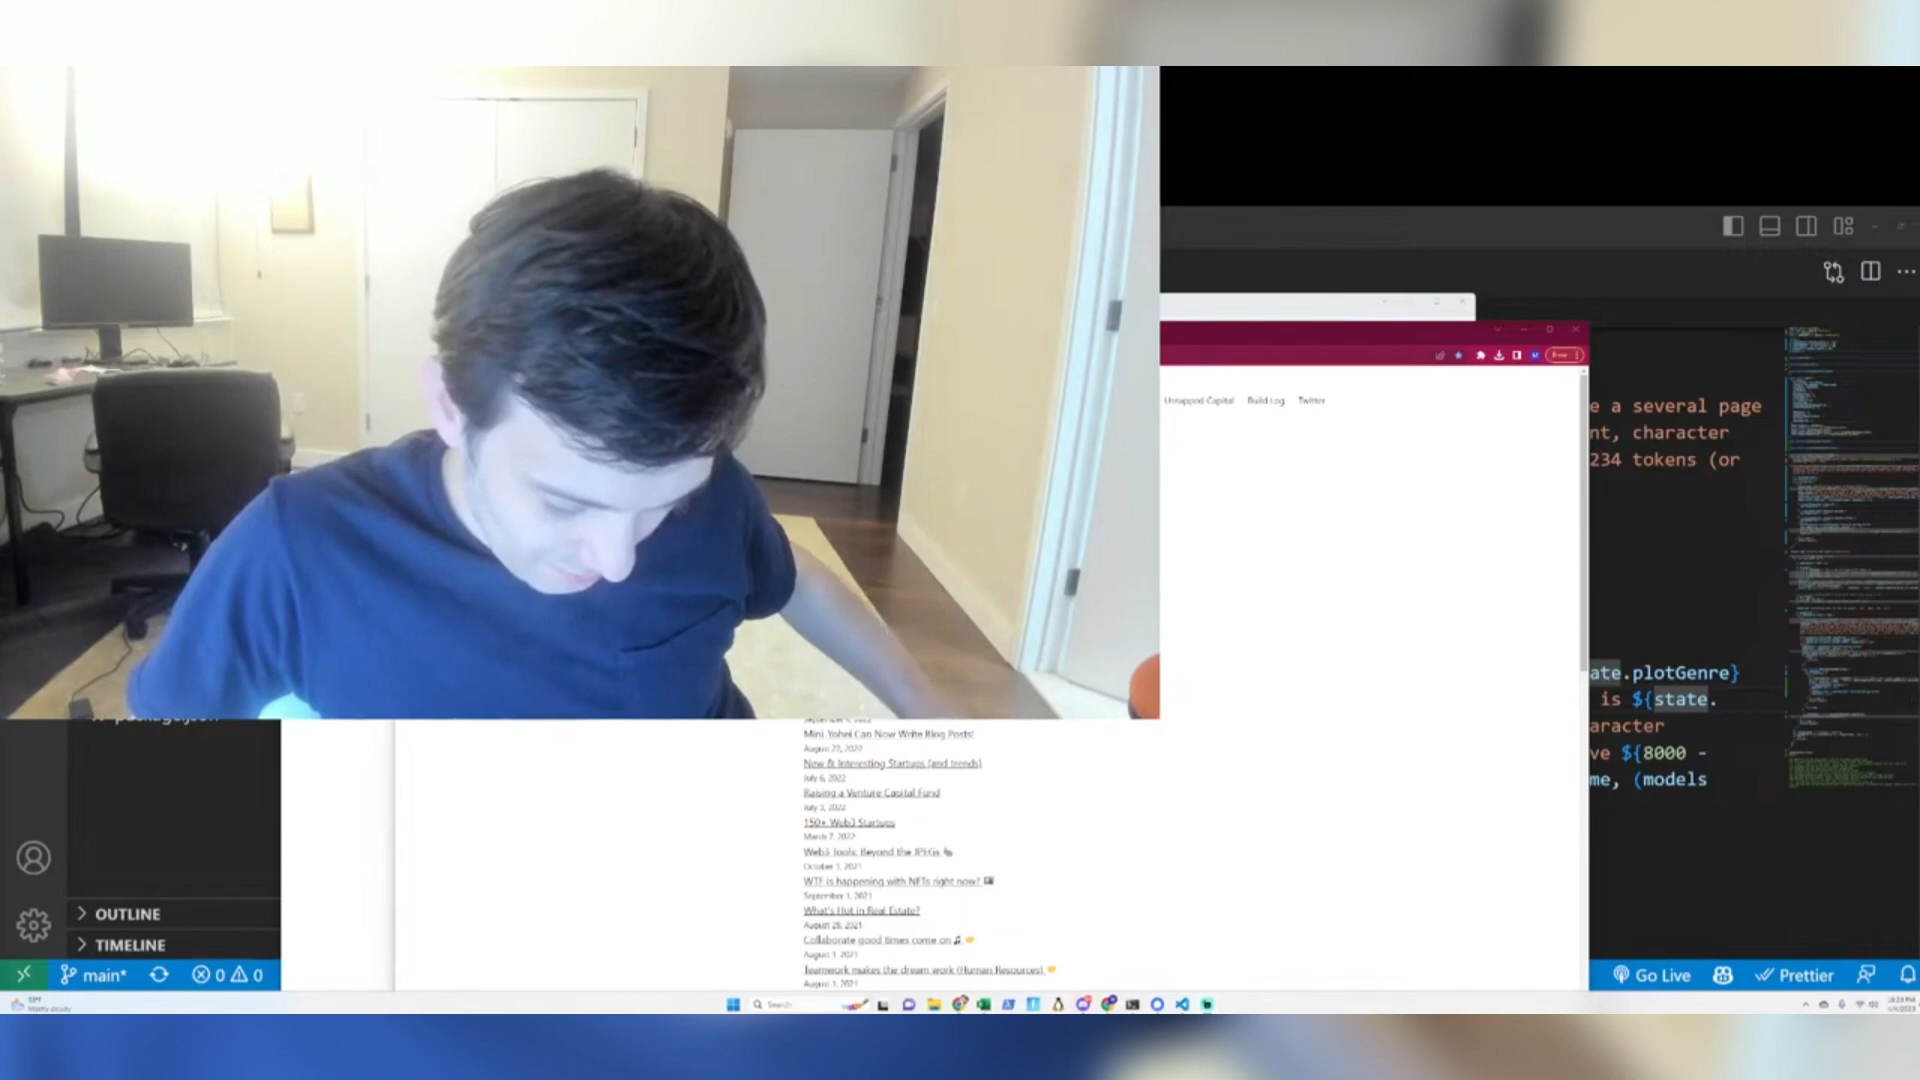 Untapped Capital Build Log Twitter
e a several page
nt, character
234 tokens (or
ate.plotGenre}
is ${state.
aracter
ve ${8000 -
me, (models
Mini Yohei Can Now Write Blog Posts!
August 22, 2022
New & Interesting Startups (and trends)
July 6, 2022
Raising a Venture Capital Fund
July 3, 2022
150+ Web3 Startups
March 7, 2022
Web3 Tools: Beyond the JPEGs
October 1, 2021
WTF is happening with NFTs right now?
September 1, 2021
What's Hot in Real Estate?
August 28, 2021
Collaborate good times come on
August 1, 2021
Teamwork makes the dream work (Human Resources)
August 1, 2021
OUTLINE
TIMELINE
main* 0 0
Go Live Prettier
Search